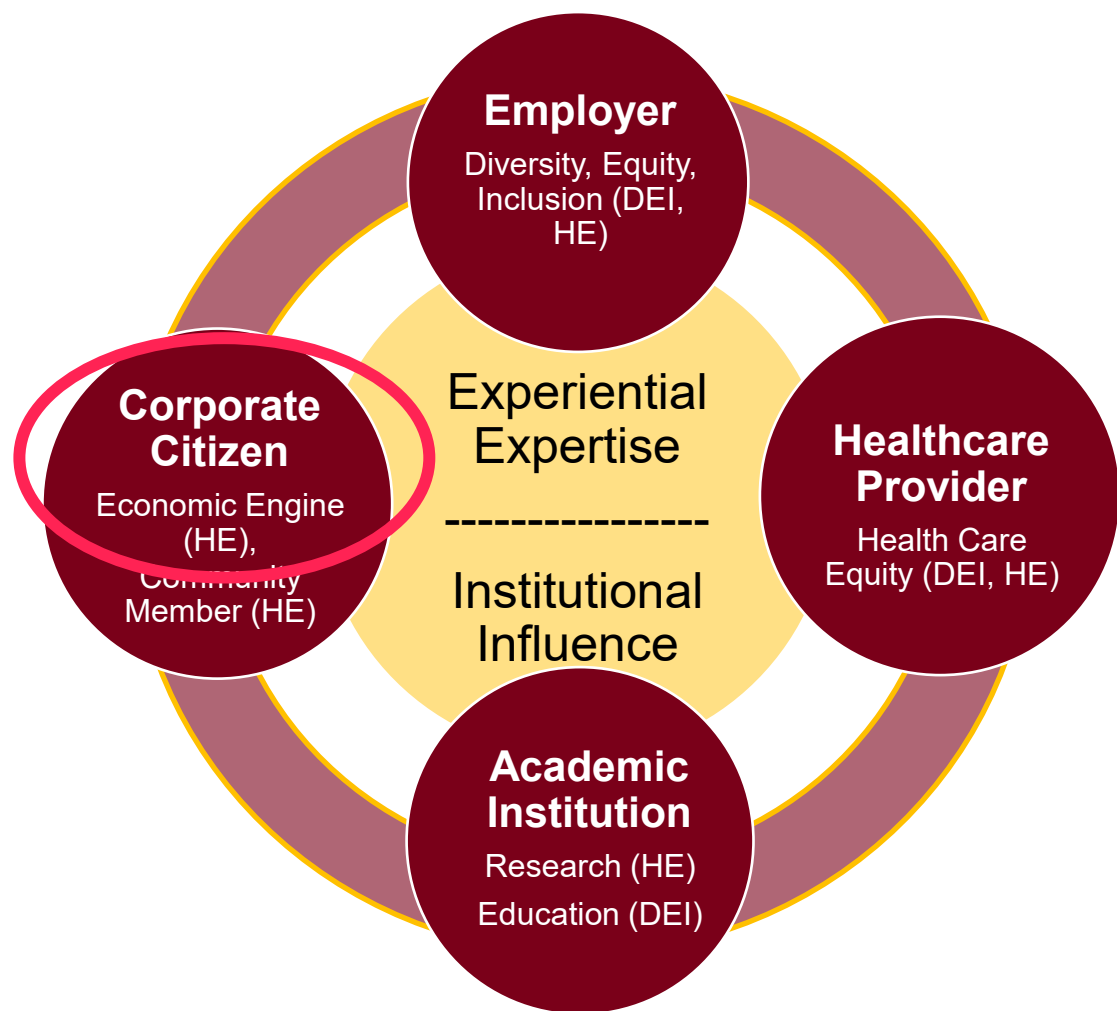 Employer
Diversity, Equity,
Inclusion (DEI,
HE)
Corporate
Citizen
Economic Engine
(HE),
Community
Member (HE)
Experiential
Expertise
----------------
Institutional
Influence
Healthcare
Provider
Health Care
Equity (DEI, HE)
Academic
Institution
Research (HE)
Education (DEI)